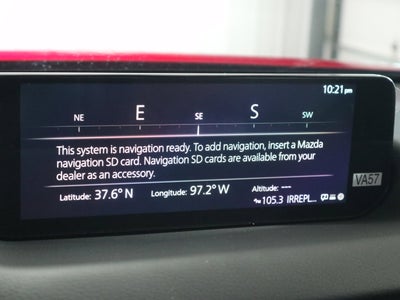 10:21pm
NE E SE S SW
This system is navigation ready. To add navigation, insert a Mazda
navigation SD card. Navigation SD cards are available from your
dealer as an accessory.
Latitude: 37.6° N Longitude: 97.2° W Altitude: ---
105.3 IRREPL...
VA57